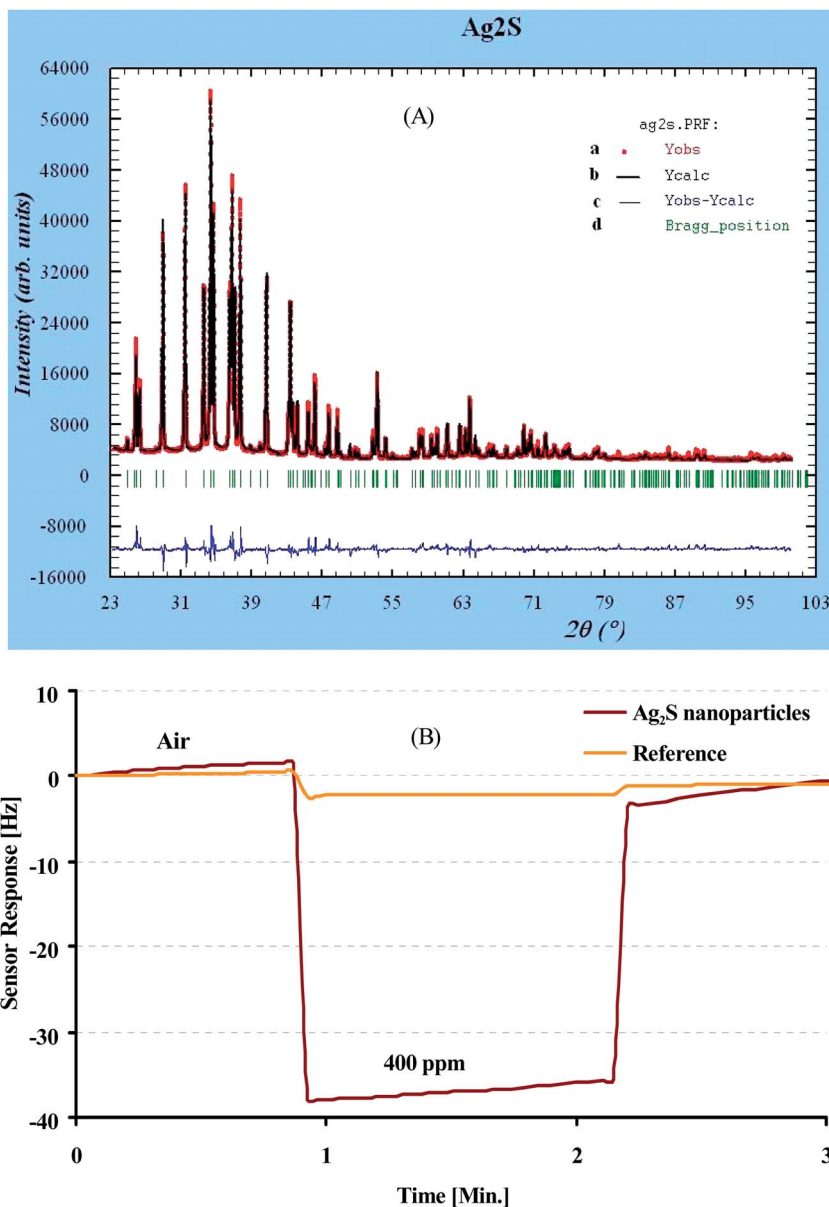 Ag2S
64000
56000
48000
40000
32000
24000
16000
8000
0
-8000
-16000
Intensity (arb. units)
(A)
ag2s.PRF:
a Yobs
b Ycalc
c Yobs-Ycalc
d Bragg_position
23 31 39 47 55 63 71 79 87 95 103
2θ (°)
10
0
-10
-20
-30
-40
Sensor Response [Hz]
Air
(B)
Ag₂S nanoparticles
Reference
400 ppm
0 1 2 3
Time [Min.]